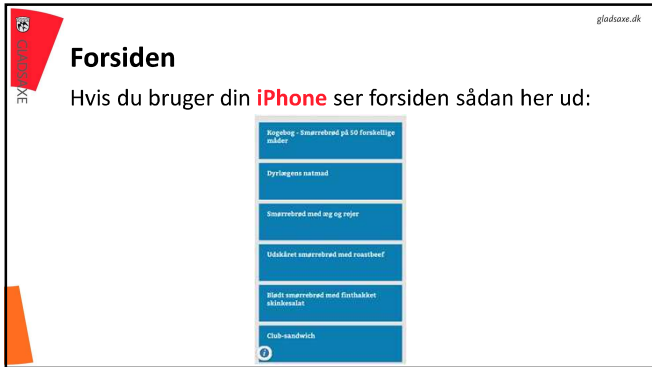 gladsaxe.dk
GLADSAXE
Forsiden
Hvis du bruger din iPhone ser forsiden sådan her ud:
Kogebog - Smørrebrød på 50 forskellige
måder
Dyrlægens natmad
Smørrebrød med æg og rejer
Udskåret smørrebrød med roastbeef
Blødt smørrebrød med finthakket
skinkesalat
Club-sandwich
i